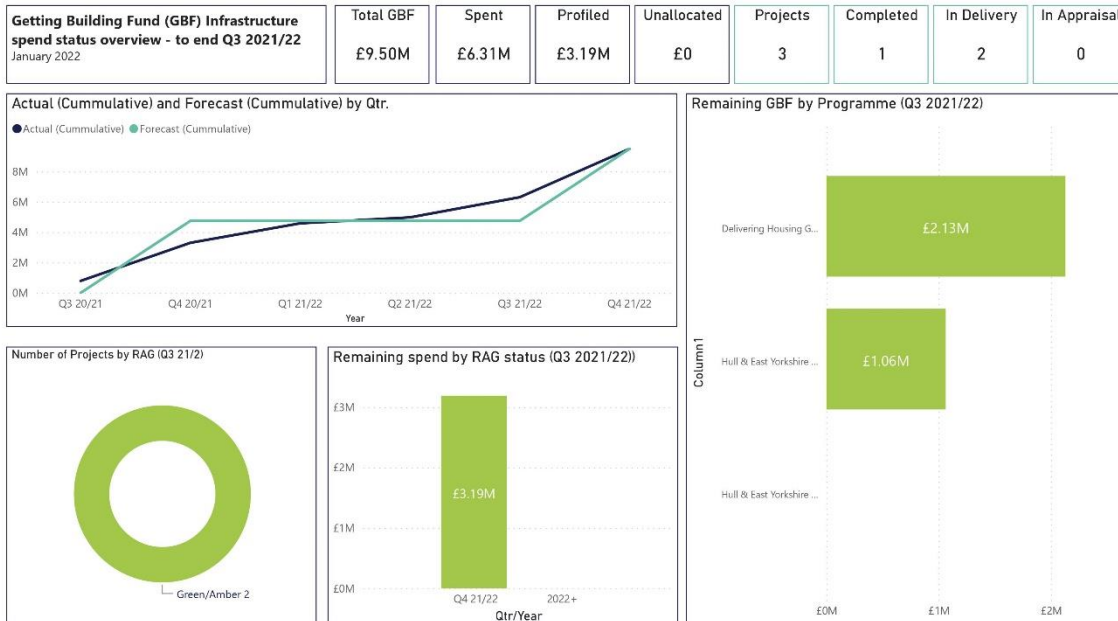 Getting Building Fund (GBF) Infrastructure
spend status overview - to end Q3 2021/22
January 2022
Total GBF
£9.50M
Spent
£6.31M
Profiled
£3.19M
Unallocated
£0
Projects
3
Completed
1
In Delivery
2
In Appraisal
0
Actual (Cummulative) and Forecast (Cummulative) by Qtr.
Actual (Cummulative) Forecast (Cummulative)
8M
6M
4M
2M
0M
Q3 20/21 Q4 20/21 Q1 21/22 Q2 21/22 Q3 21/22 Q4 21/22
Year
Remaining GBF by Programme (Q3 2021/22)
Column1
Delivering Housing G...
£2.13M
Hull & East Yorkshire ...
£1.06M
Hull & East Yorkshire ...
£0M £1M £2M
Number of Projects by RAG (Q3 21/2)
Green/Amber 2
Remaining spend by RAG status (Q3 2021/22))
£3M
£2M
£1M
£0M
£3.19M
Q4 21/22 2022+
Qtr/Year